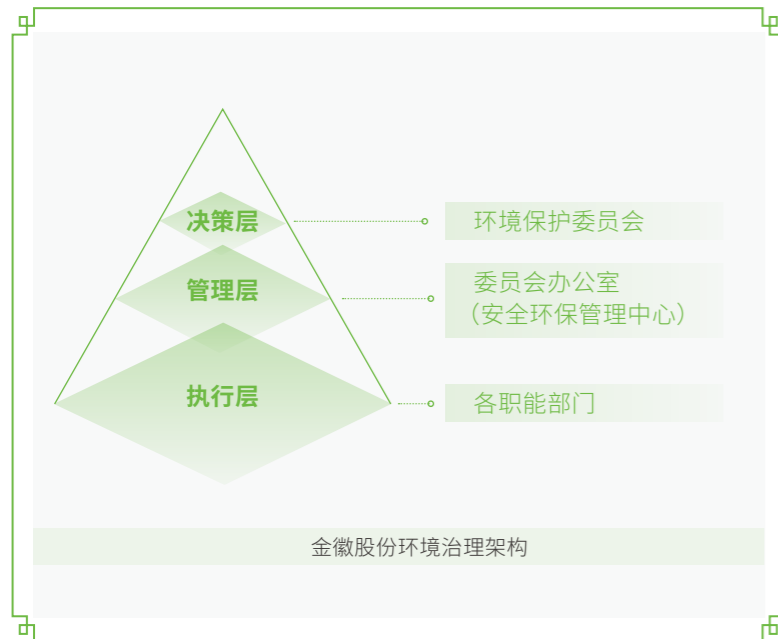 决策层
环境保护委员会
管理层
委员会办公室
（安全环保管理中心）
执行层
各职能部门
金徽股份环境治理架构